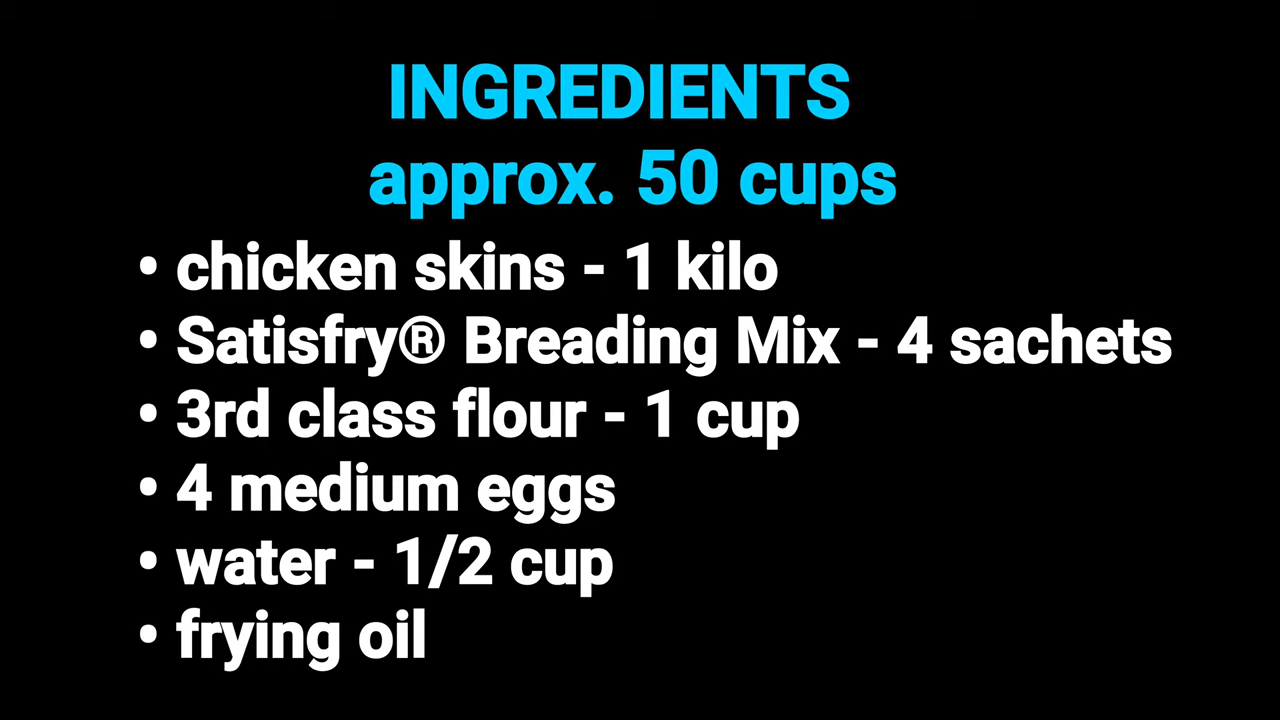 INGREDIENTS
approx. 50 cups
• chicken skins - 1 kilo
• Satisfry® Breading Mix - 4 sachets
• 3rd class flour - 1 cup
• 4 medium eggs
• water - 1/2 cup
• frying oil